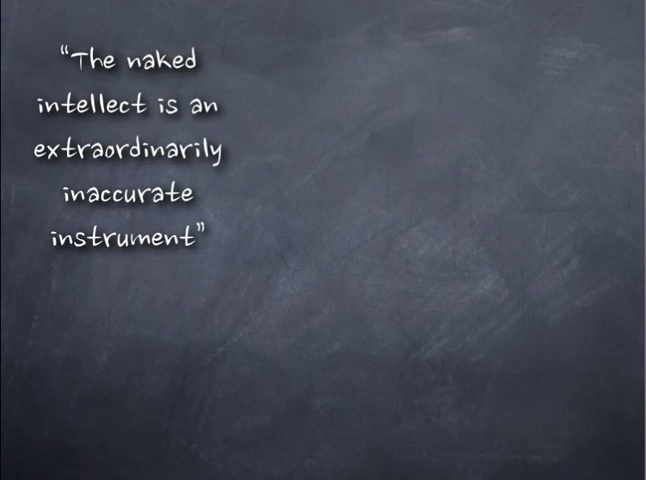 “The naked
intellect is an
extraordinarily
inaccurate
instrument”